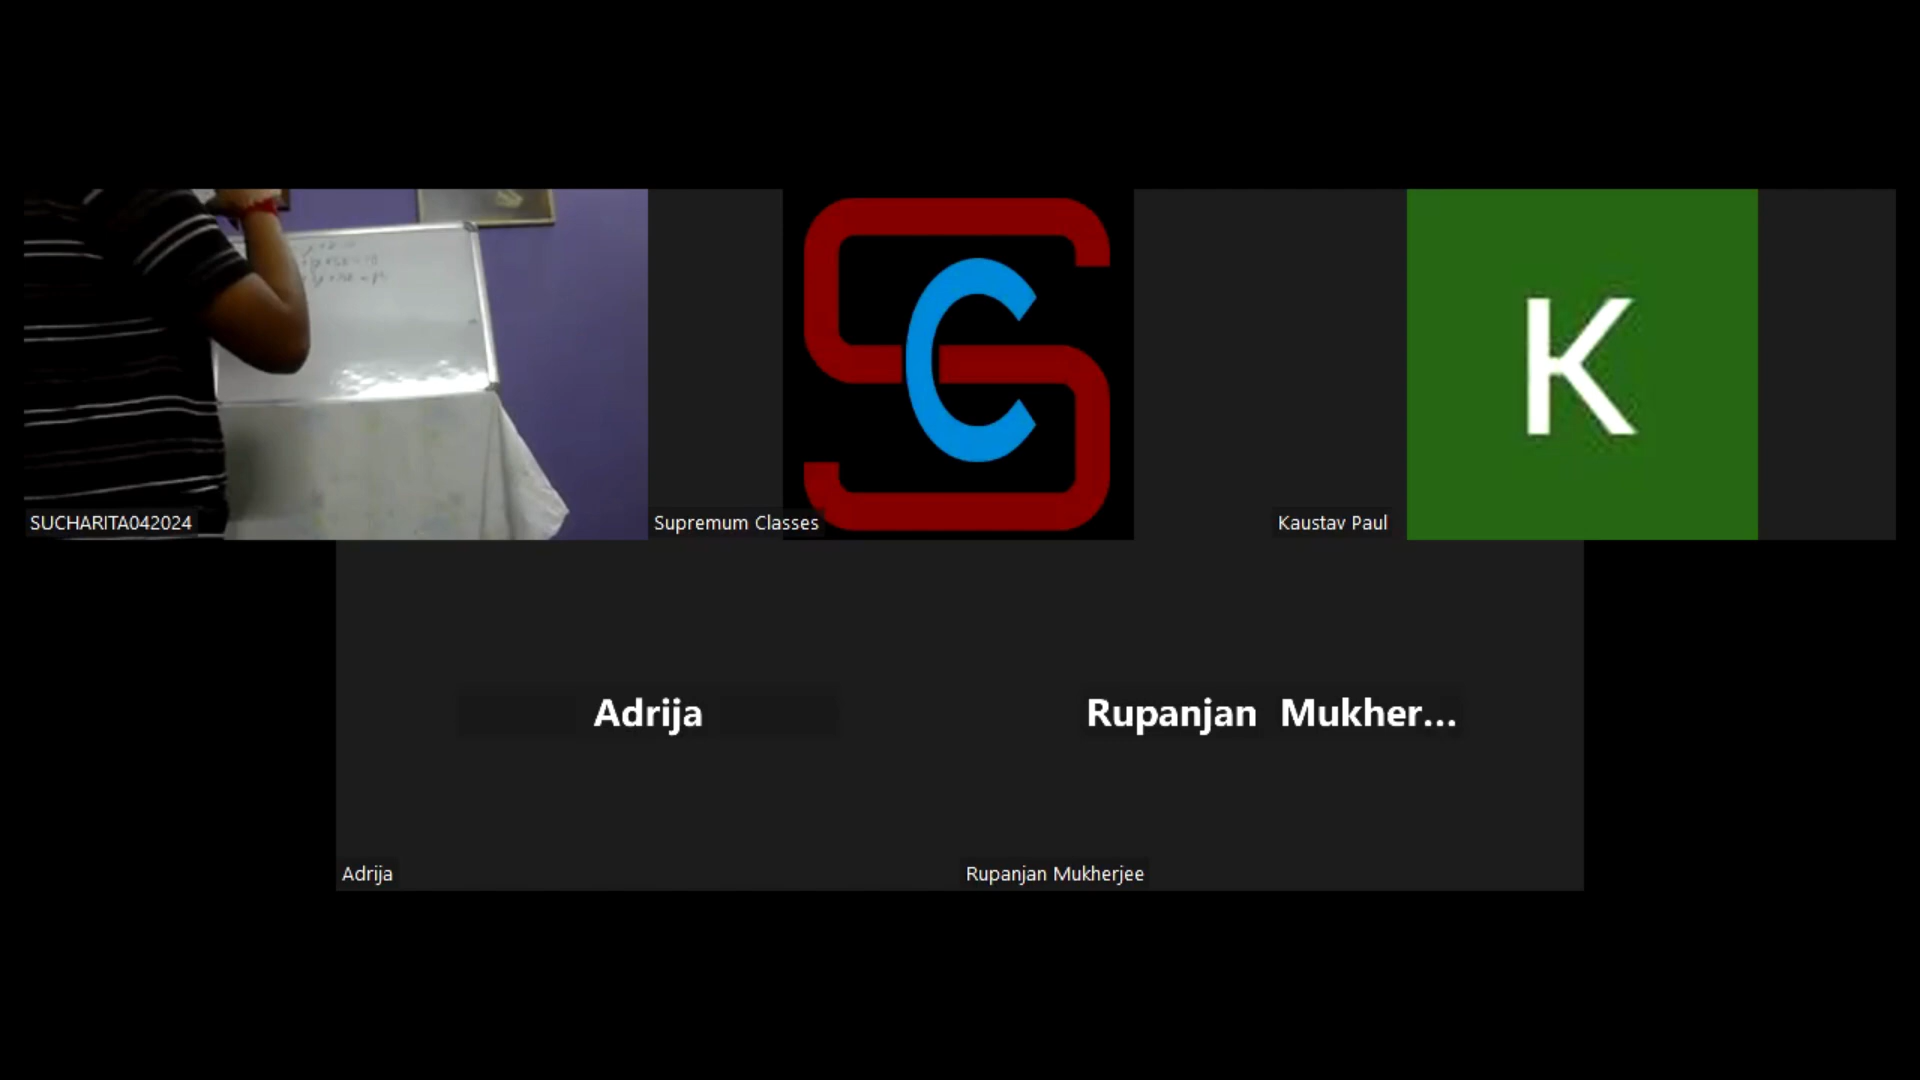 SUCHARITA042024
Supremum Classes
Kaustav Paul
K
Adrija
Rupanjan Mukher...
Adrija
Rupanjan Mukherjee